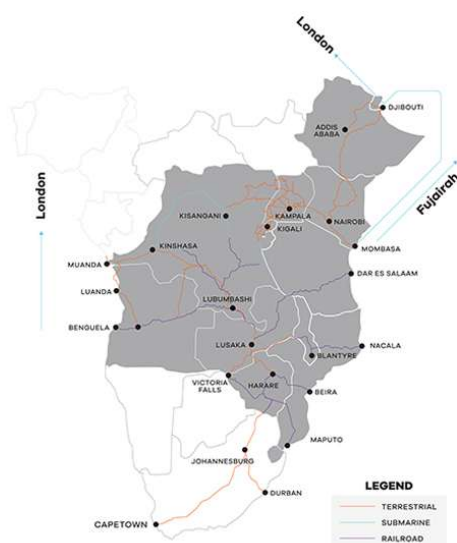 London
DJIBOUTI
ADDIS
ABABA
Fujairah
London
KISANGANI
KAMPALA
NAIROBI
KIGALI
KINSHASA
MOMBASA
MUANDA
DAR ES SALAAM
LUANDA
LUBUMBASHI
BENGUELA
LUSAKA
NACALA
BLANTYRE
VICTORIA
FALLS
HARARE
BEIRA
MAPUTO
JOHANNESBURG
DURBAN
CAPETOWN
LEGEND
TERRESTRIAL
SUBMARINE
RAILROAD